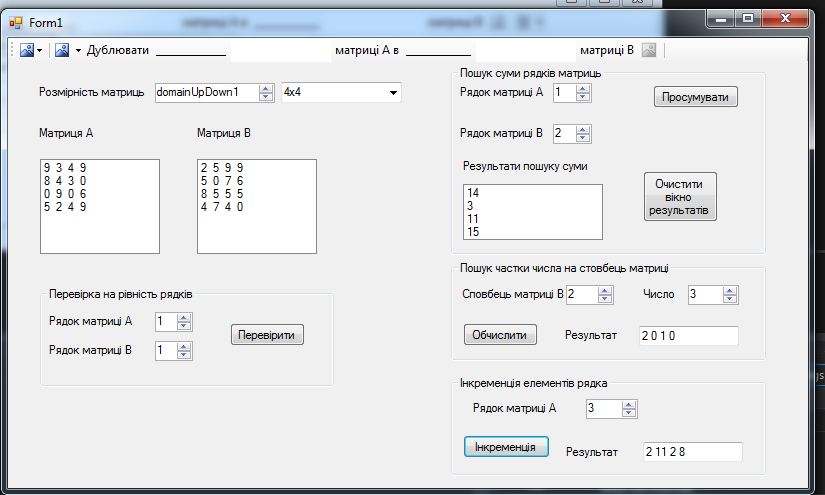 Form1
Дублювати матриці A в матриці B
Розмірність матриць domainUpDown1 4x4
Матриця A Матриця B
9 3 4 9
8 4 3 0
0 9 0 6
5 2 4 9
2 5 9 9
5 0 7 6
8 5 5 5
4 7 4 0
Перевірка на рівність рядків
Рядок матриці A 1
Рядок матриці B 1
Перевірити
Пошук суми рядків матриць
Рядок матриці A 1
Просумувати
Рядок матриці B 2
Результати пошуку суми
14
3
11
15
Очистити
вікно
результатів
Пошук частки числа на стовбець матриці
Сповбець матриці B 2 Число 3
Обчислити Результат 2 0 1 0
Інкременція елементів рядка
Рядок матриці A 3
Інкременція Результат 2 11 2 8